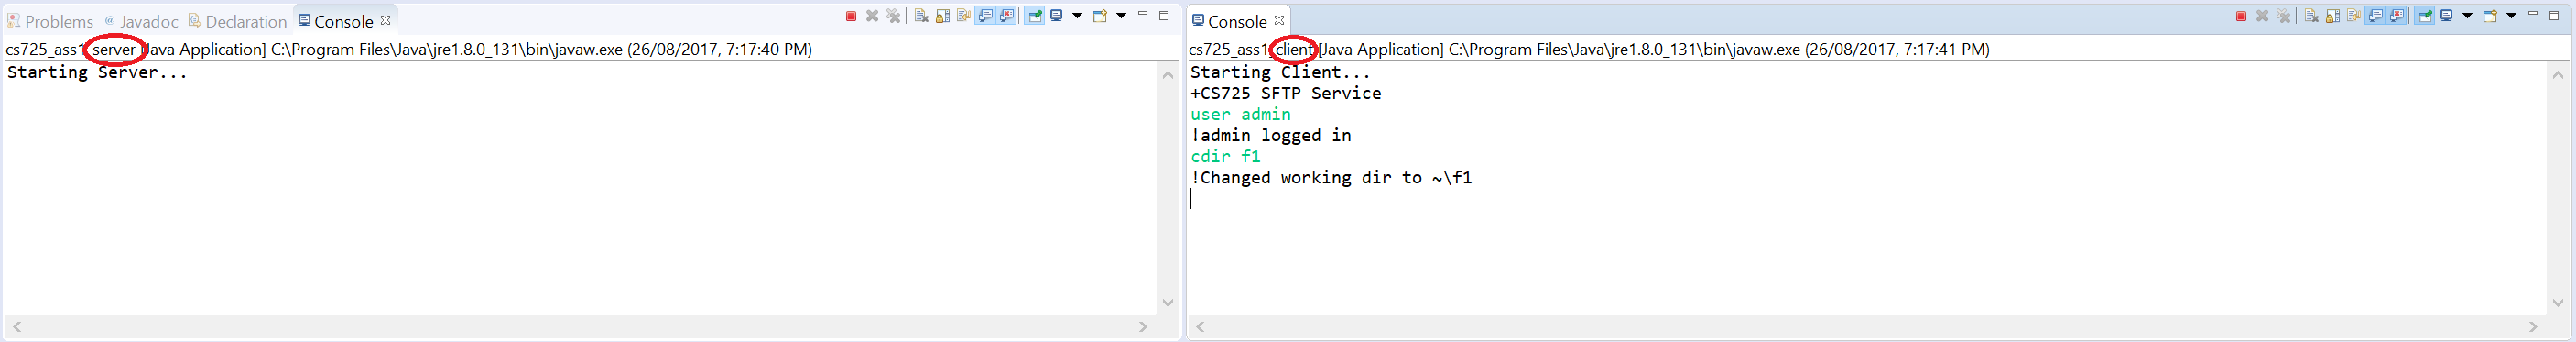 Problems @ Javadoc Declaration Console
cs725_ass1 server [Java Application] C:\Program Files\Java\jre1.8.0_131\bin\javaw.exe (26/08/2017, 7:17:40 PM)
Starting Server...
Console
cs725_ass1 client [Java Application] C:\Program Files\Java\jre1.8.0_131\bin\javaw.exe (26/08/2017, 7:17:41 PM)
Starting Client...
+CS725 SFTP Service
user admin
!admin logged in
cdir f1
!Changed working dir to ~\f1